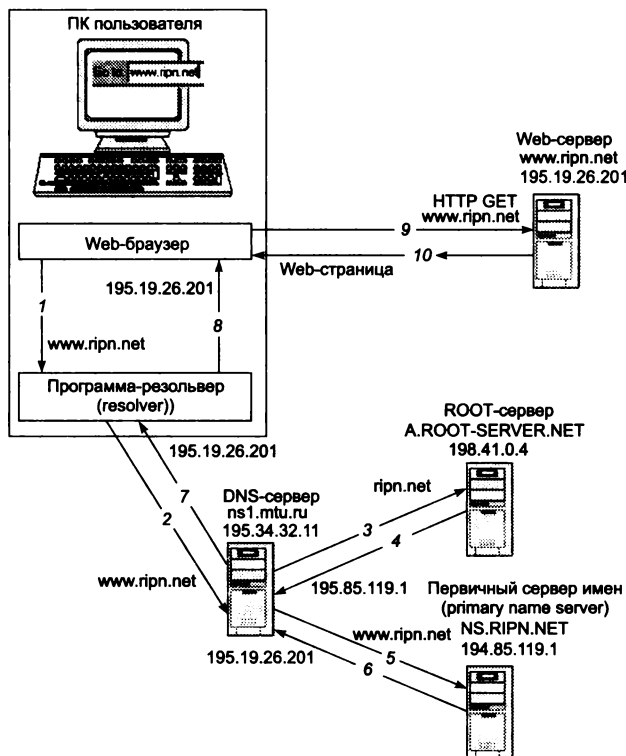 ПК пользователя
Go to: www.ripn.net
Web-сервер
www.ripn.net
195.19.26.201
HTTP GET
www.ripn.net
9
Web-браузер
10
Web-страница
195.19.26.201
1
8
www.ripn.net
Программа-резольвер
(resolver))
ROOT-сервер
A.ROOT-SERVER.NET
198.41.0.4
195.19.26.201
7
DNS-сервер
ns1.mtu.ru
195.34.32.11
ripn.net
2
3
4
www.ripn.net
195.85.119.1
Первичный сервер имен
(primary name server)
NS.RIPN.NET
194.85.119.1
www.ripn.net
5
6
195.19.26.201